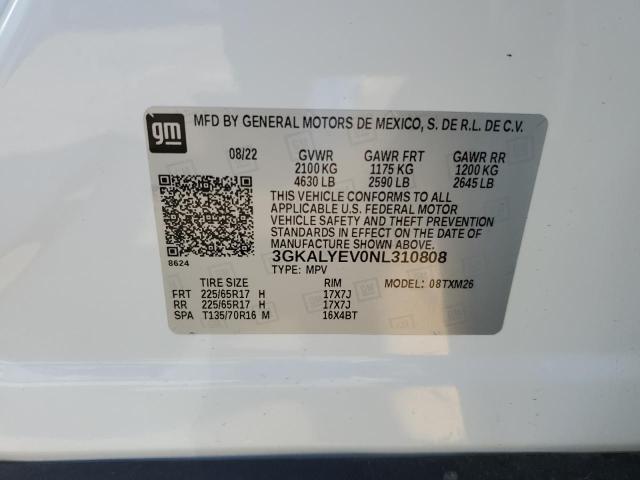 gm MFD BY GENERAL MOTORS DE MEXICO, S. DE R.L. DE C.V.
08/22 GVWR GAWR FRT GAWR RR
2100 KG 1175 KG 1200 KG
4630 LB 2590 LB 2645 LB
THIS VEHICLE CONFORMS TO ALL
APPLICABLE U.S. FEDERAL MOTOR
VEHICLE SAFETY AND THEFT PREVENTION
STANDARDS IN EFFECT ON THE DATE OF
MANUFACTURE SHOWN ABOVE.
8624 3GKALYEV0NL310808
TYPE: MPV
TIRE SIZE RIM MODEL: 08TXM26
FRT 225/65R17 H 17X7J
RR 225/65R17 H 17X7J
SPA T135/70R16 M 16X4BT